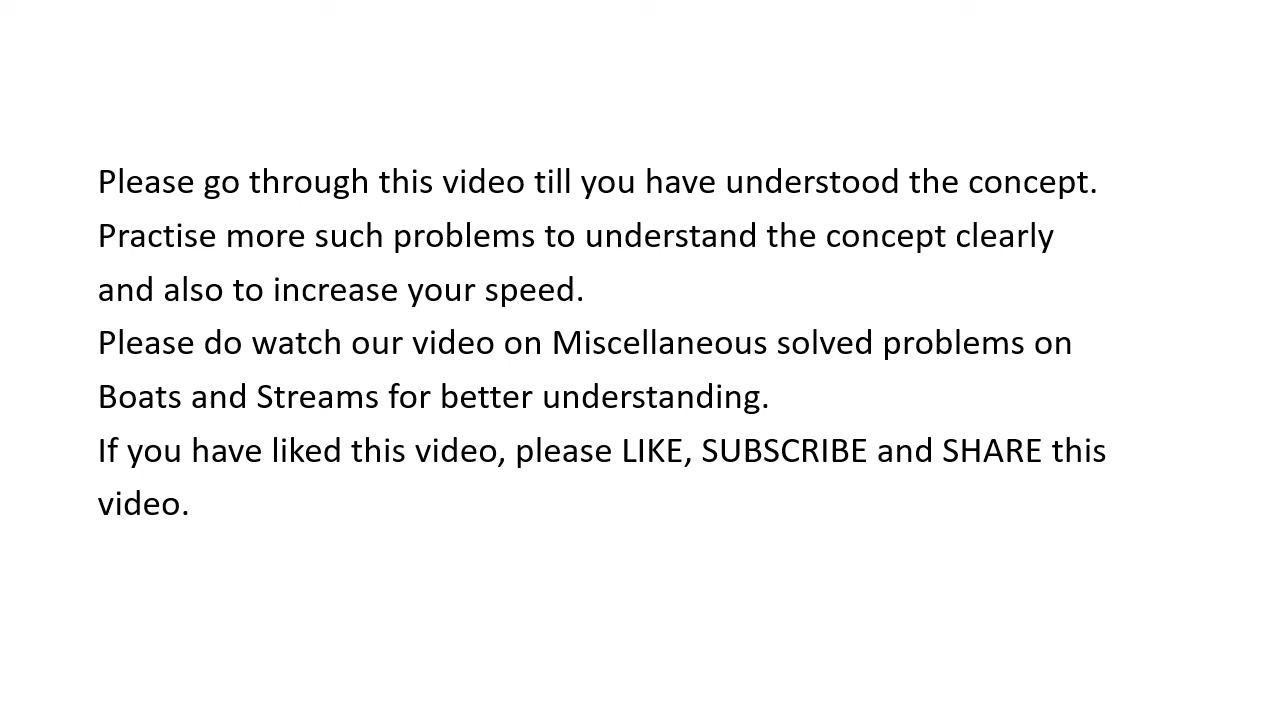 Please go through this video till you have understood the concept.
Practise more such problems to understand the concept clearly
and also to increase your speed.
Please do watch our video on Miscellaneous solved problems on
Boats and Streams for better understanding.
If you have liked this video, please LIKE, SUBSCRIBE and SHARE this
video.